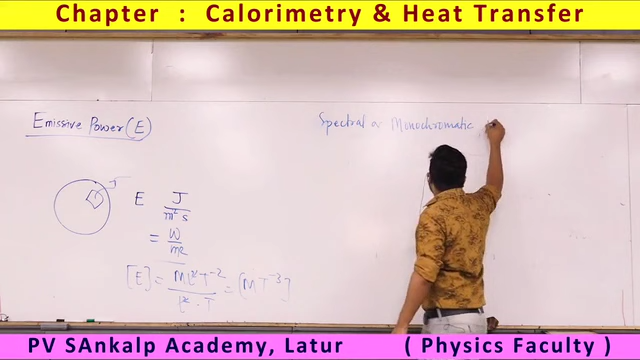 Chapter : Calorimetry & Heat Transfer
Emissive Power (E)
Spectral or Monochromatic
E J/m²s
= W/m²
[E] = ML²T⁻²/L²·T = [MT⁻³]
PV SAnkalp Academy, Latur ( Physics Faculty )